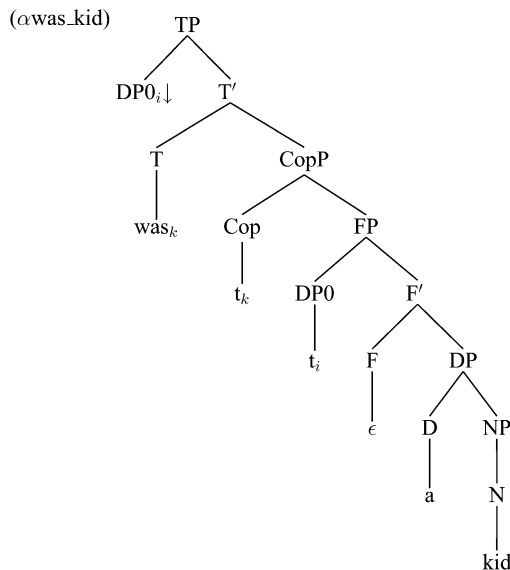 (αwas_kid)
TP
DP0ᵢ↓ T′
T CopP
wasₖ Cop FP
tₖ DP0 F′
tᵢ F DP
ϵ D NP
a N
kid